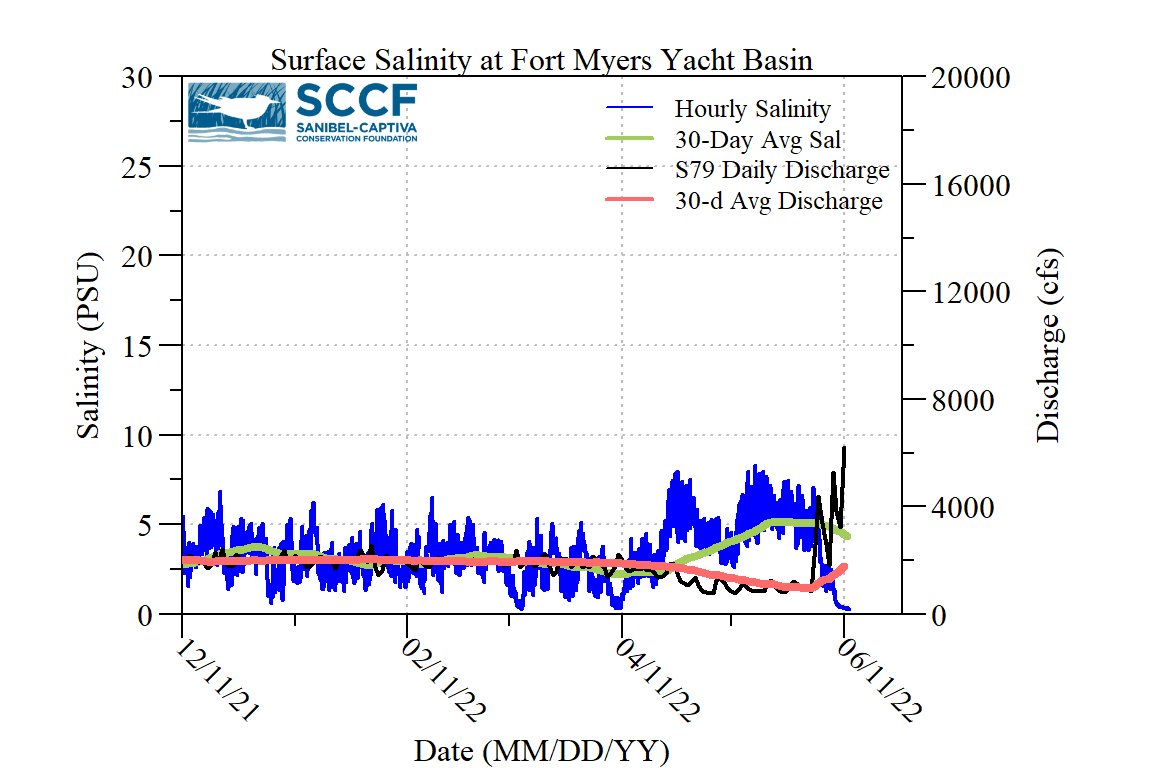 Surface Salinity at Fort Myers Yacht Basin
SCCF
SANIBEL-CAPTIVA
CONSERVATION FOUNDATION
Hourly Salinity
30-Day Avg Sal
S79 Daily Discharge
30-d Avg Discharge
30
25
20
15
10
5
0
Salinity (PSU)
20000
16000
12000
8000
4000
0
Discharge (cfs)
12/11/21
02/11/22
04/11/22
06/11/22
Date (MM/DD/YY)